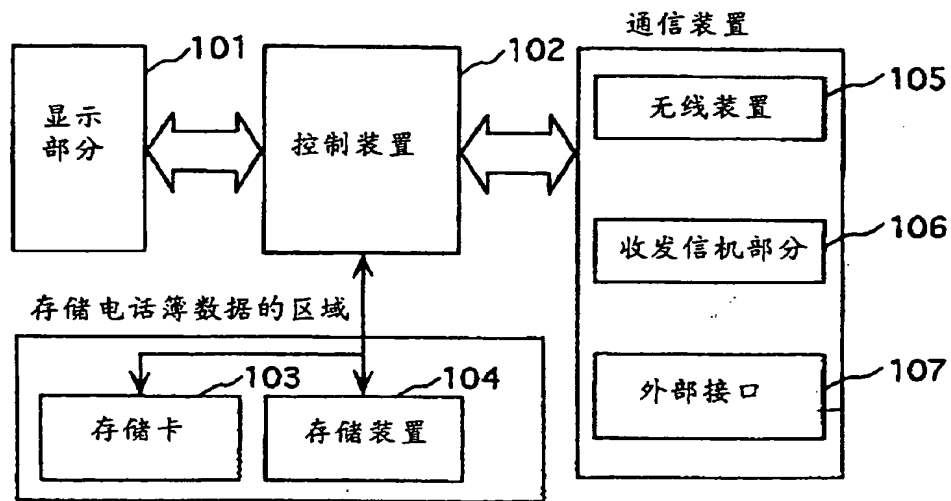 通信装置
101
102
105
显示
部分
控制装置
无线装置
106
收发信机部分
存储电话簿数据的区域
103
104
107
存储卡
存储装置
外部接口